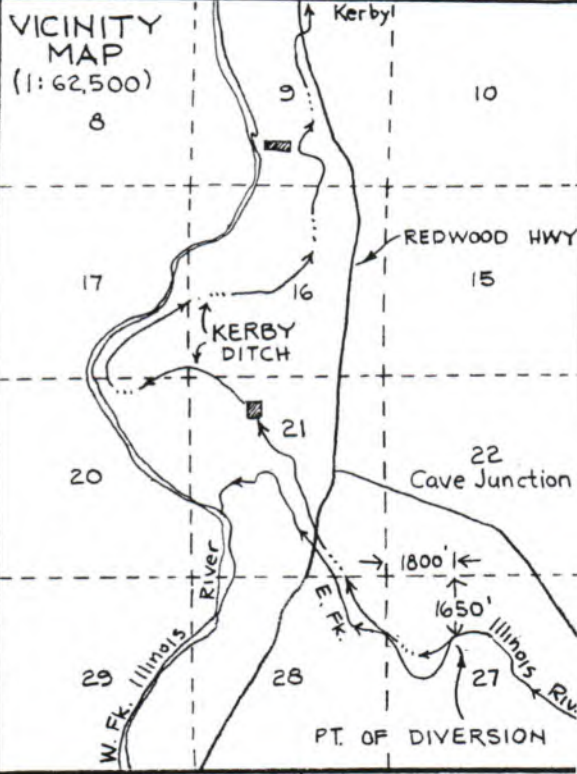 VICINITY
MAP
(1:62,500)
Kerby
8
9
10
REDWOOD HWY
17
16
15
KERBY
DITCH
21
20
22
Cave Junction
1800'
1650'
River
E. Fk.
Illinois
29
W. Fk. Illinois
28
27
PT. OF DIVERSION